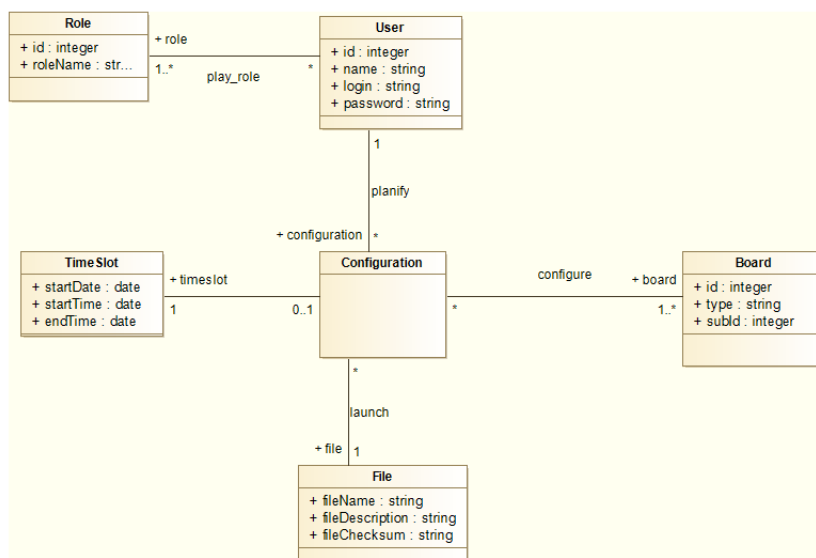 Role
+ id : integer
+ roleName : str...
+ role
1..*
play_role
*
User
+ id : integer
+ name : string
+ login : string
+ password : string
1
planify
+ configuration
*
TimeSlot
+ startDate : date
+ startTime : date
+ endTime : date
+ timeslot
1
0..1
Configuration
configure
*
+ board
1..*
Board
+ id : integer
+ type : string
+ subId : integer
*
launch
+ file
1
File
+ fileName : string
+ fileDescription : string
+ fileChecksum : string